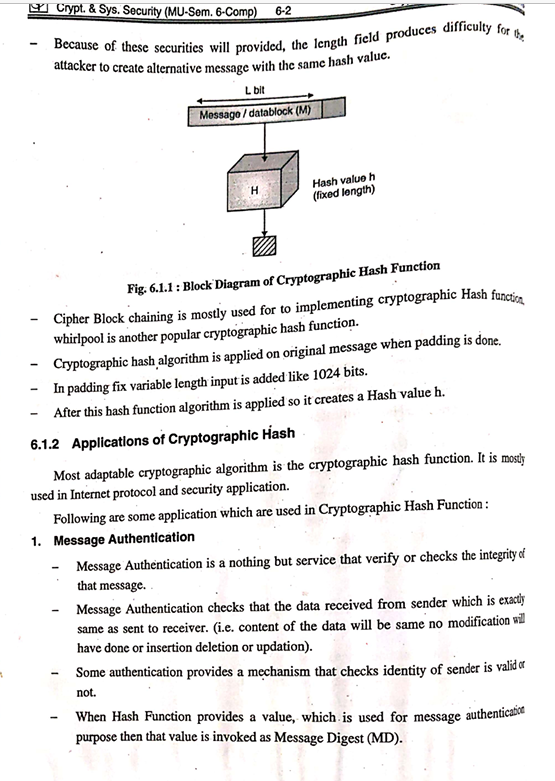 Crypt. & Sys. Security (MU-Sem. 6-Comp) 6-2
– Because of these securities will provided, the length field produces difficulty for the
attacker to create alternative message with the same hash value.
L bit
Message / datablock (M)
H
Hash value h
(fixed length)
Fig. 6.1.1 : Block Diagram of Cryptographic Hash Function
– Cipher Block chaining is mostly used for to implementing cryptographic Hash function,
whirlpool is another popular cryptographic hash function.
– Cryptographic hash algorithm is applied on original message when padding is done.
– In padding fix variable length input is added like 1024 bits.
– After this hash function algorithm is applied so it creates a Hash value h.
6.1.2 Applications of Cryptographic Hash
Most adaptable cryptographic algorithm is the cryptographic hash function. It is mostly
used in Internet protocol and security application.
Following are some application which are used in Cryptographic Hash Function :
1. Message Authentication
– Message Authentication is a nothing but service that verify or checks the integrity of
that message.
– Message Authentication checks that the data received from sender which is exactly
same as sent to receiver. (i.e. content of the data will be same no modification will
have done or insertion deletion or updation).
– Some authentication provides a mechanism that checks identity of sender is valid or
not.
– When Hash Function provides a value, which is used for message authentication
purpose then that value is invoked as Message Digest (MD).